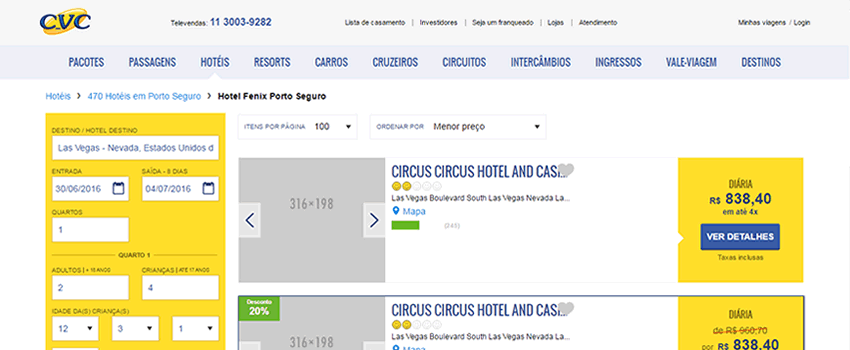 CVC
Televendas: 11 3003-9282
Lista de casamento | Investidores | Seja um franqueado | Lojas | Atendimento
Minhas viagens / Login
PACOTES PASSAGENS HOTÉIS RESORTS CARROS CRUZEIROS CIRCUITOS INTERCÂMBIOS INGRESSOS VALE-VIAGEM DESTINOS
Hotéis › 470 Hotéis em Porto Seguro › Hotel Fenix Porto Seguro
DESTINO / HOTEL DESTINO
Las Vegas - Nevada, Estados Unidos d
ENTRADA SAÍDA - 8 DIAS
30/06/2016 04/07/2016
QUARTOS
1
QUARTO 1
ADULTOS | + 18 ANOS CRIANÇAS | ATÉ 17 ANOS
2 4
IDADE DA(S) CRIANÇA(S)
12 3 1
ITENS POR PÁGINA 100 ORDENAR POR Menor preço
316×198
CIRCUS CIRCUS HOTEL AND CAS...
Las Vegas Boulevard South Las Vegas Nevada La...
Mapa
(245)
DIÁRIA
R$ 838,40
em até 4x
VER DETALHES
Taxas inclusas
Desconto
20%
316×198
CIRCUS CIRCUS HOTEL AND CAS...
Las Vegas Boulevard South Las Vegas Nevada La...
Mapa
DIÁRIA
de R$ 960,70
por R$ 838,40